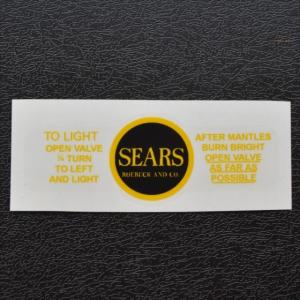 TO LIGHT
OPEN VALVE
¼ TURN
TO LEFT
AND LIGHT
SEARS
ROEBUCK AND CO.
AFTER MANTLES
BURN BRIGHT
OPEN VALVE
AS FAR AS
POSSIBLE